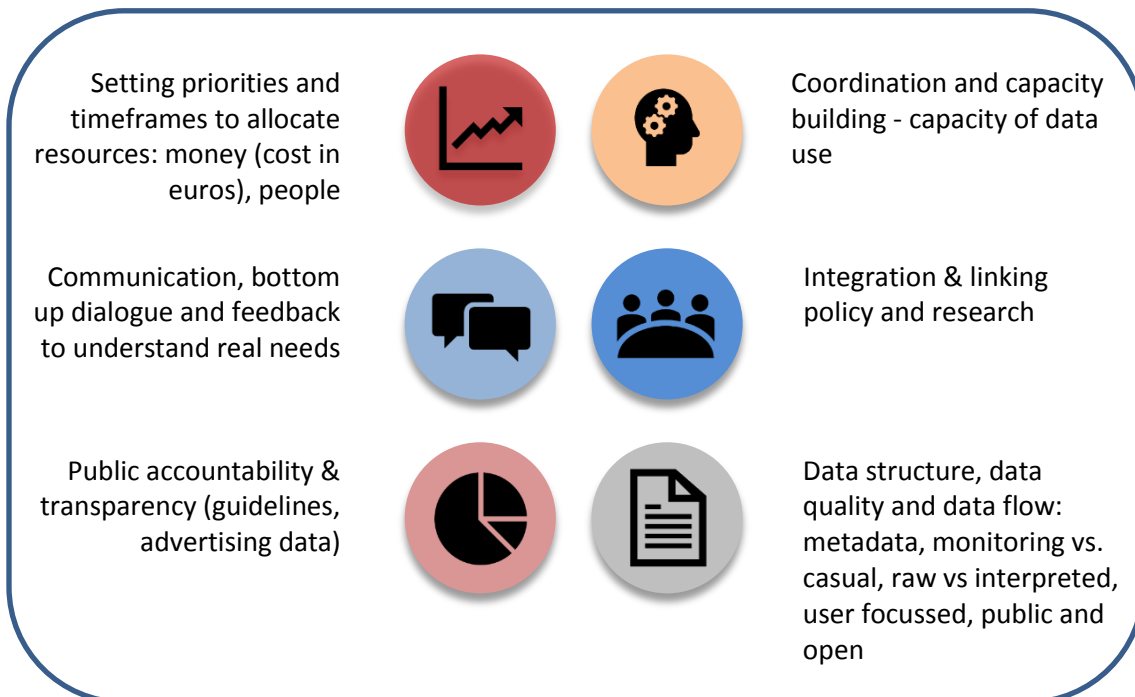 Setting priorities and
timeframes to allocate
resources: money (cost in
euros), people
Coordination and capacity
building - capacity of data
use
Communication, bottom
up dialogue and feedback
to understand real needs
Integration & linking
policy and research
Public accountability &
transparency (guidelines,
advertising data)
Data structure, data
quality and data flow:
metadata, monitoring vs.
casual, raw vs interpreted,
user focussed, public and
open